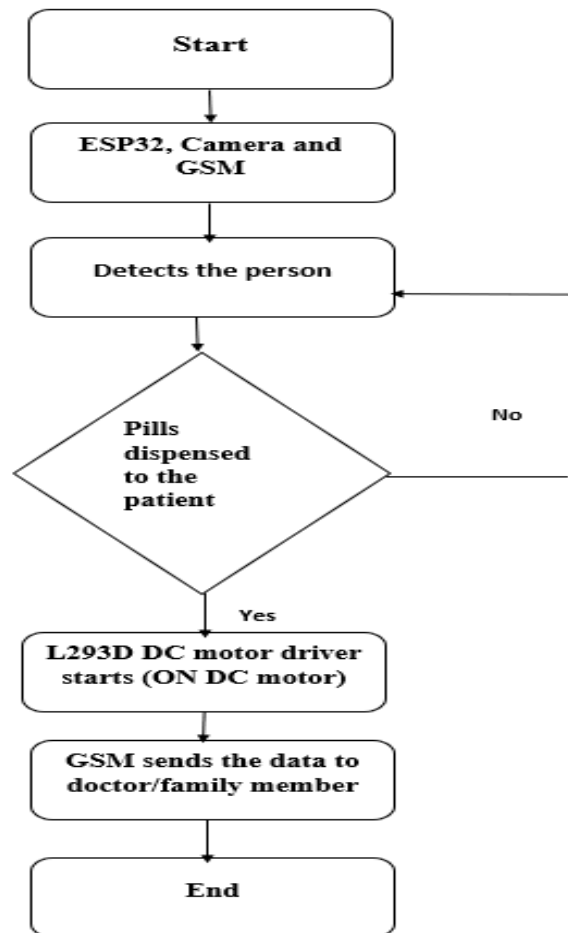 Start
ESP32, Camera and
GSM
Detects the person
Pills
dispensed
to the
patient
No
Yes
L293D DC motor driver
starts (ON DC motor)
GSM sends the data to
doctor/family member
End